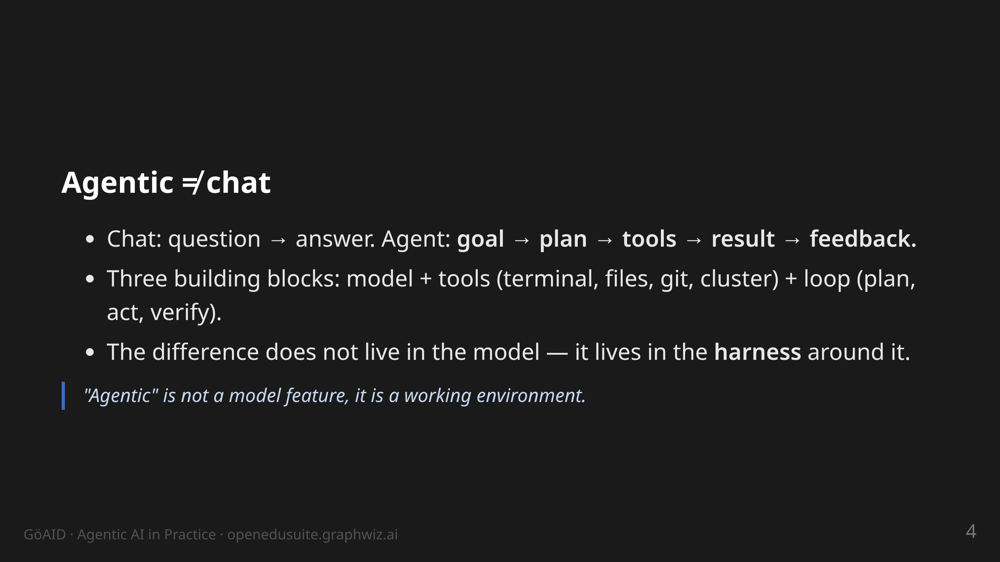 Agentic ≠ chat
• Chat: question → answer. Agent: goal → plan → tools → result → feedback.
• Three building blocks: model + tools (terminal, files, git, cluster) + loop (plan,
act, verify).
• The difference does not live in the model — it lives in the harness around it.
"Agentic" is not a model feature, it is a working environment.
GöAID · Agentic AI in Practice · openedusuite.graphwiz.ai
4